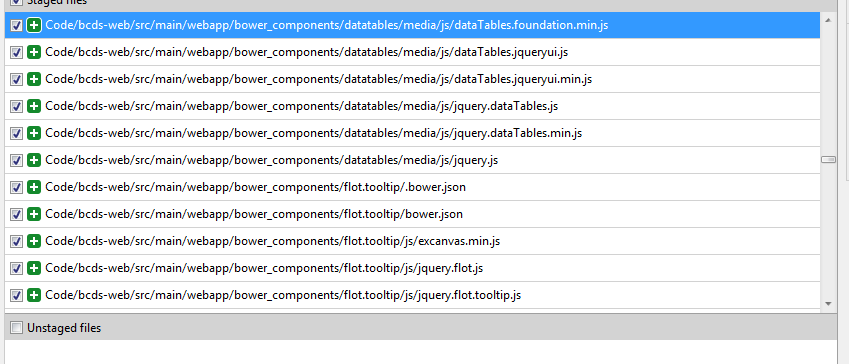 Staged files
Code/bcds-web/src/main/webapp/bower_components/datatables/media/js/dataTables.foundation.min.js
Code/bcds-web/src/main/webapp/bower_components/datatables/media/js/dataTables.jqueryui.js
Code/bcds-web/src/main/webapp/bower_components/datatables/media/js/dataTables.jqueryui.min.js
Code/bcds-web/src/main/webapp/bower_components/datatables/media/js/jquery.dataTables.js
Code/bcds-web/src/main/webapp/bower_components/datatables/media/js/jquery.dataTables.min.js
Code/bcds-web/src/main/webapp/bower_components/datatables/media/js/jquery.js
Code/bcds-web/src/main/webapp/bower_components/flot.tooltip/.bower.json
Code/bcds-web/src/main/webapp/bower_components/flot.tooltip/bower.json
Code/bcds-web/src/main/webapp/bower_components/flot.tooltip/js/excanvas.min.js
Code/bcds-web/src/main/webapp/bower_components/flot.tooltip/js/jquery.flot.js
Code/bcds-web/src/main/webapp/bower_components/flot.tooltip/js/jquery.flot.tooltip.js
Unstaged files